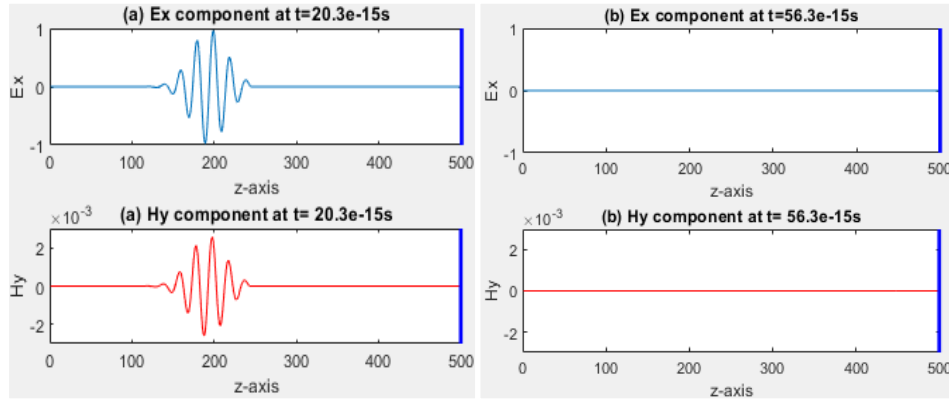 (a) Ex component at t=20.3e-15s
1
0
-1
Ex
0 100 200 300 400 500
z-axis
(b) Ex component at t=56.3e-15s
1
0
-1
Ex
0 100 200 300 400 500
z-axis
×10-3
(a) Hy component at t= 20.3e-15s
2
0
-2
Hy
0 100 200 300 400 500
z-axis
×10-3
(b) Hy component at t= 56.3e-15s
2
0
-2
Hy
0 100 200 300 400 500
z-axis